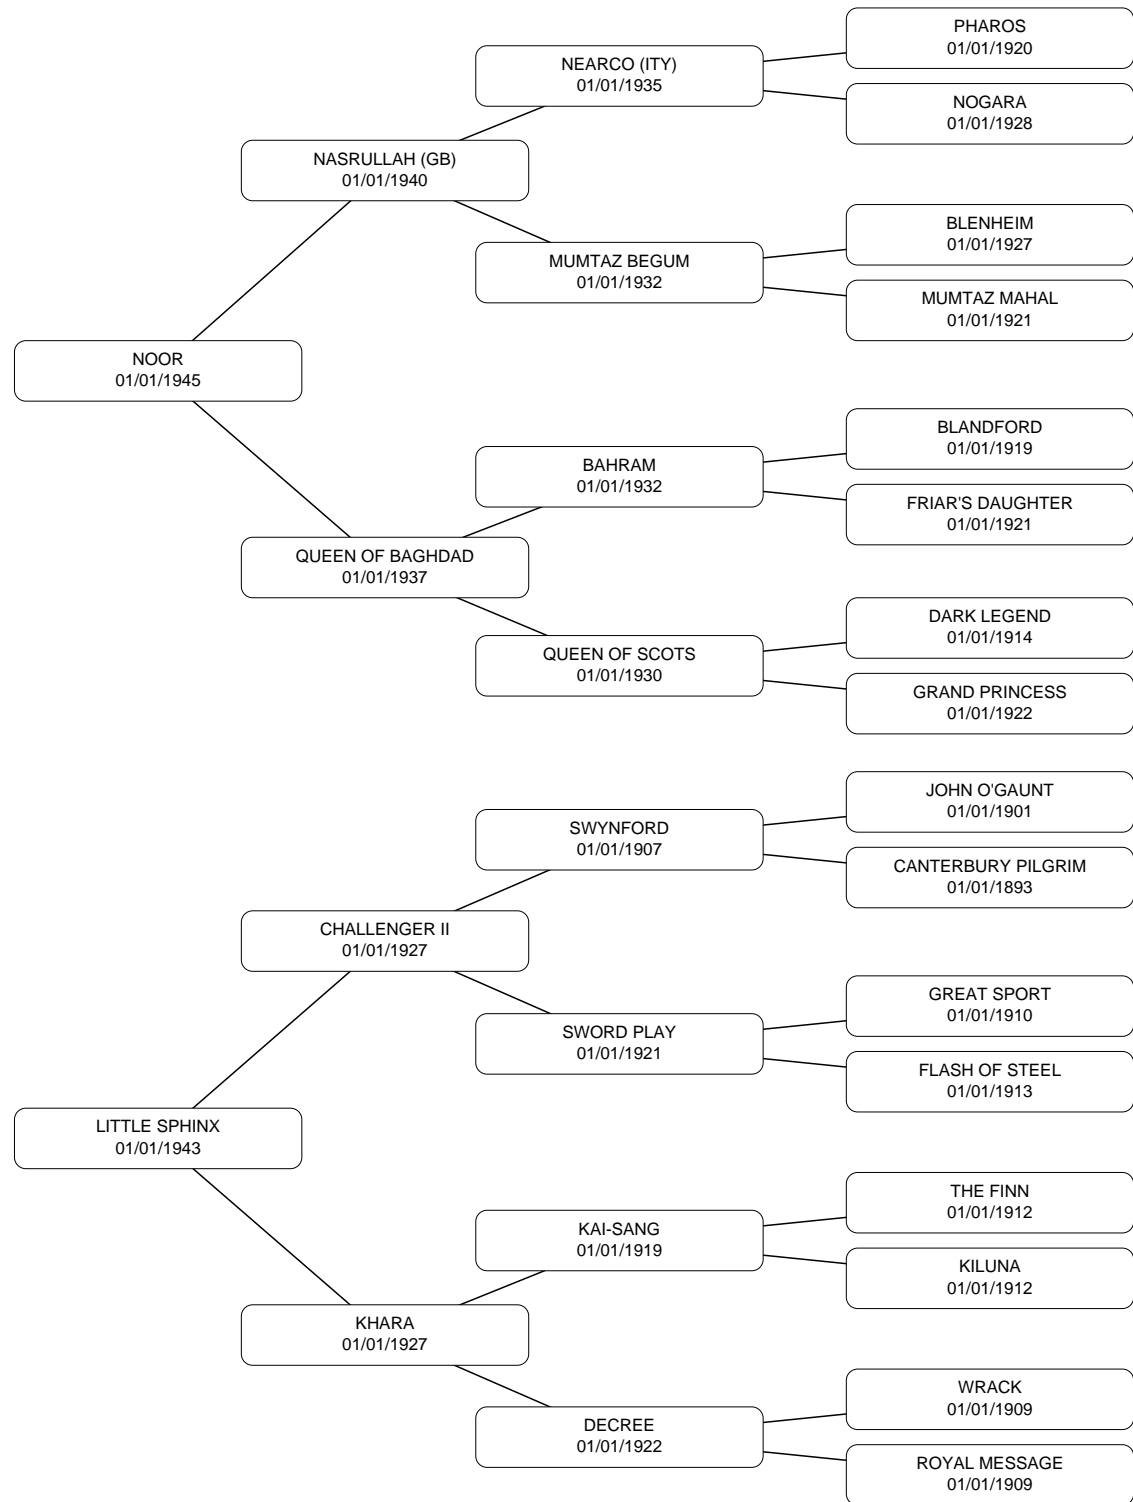 PHAROS
01/01/1920
NEARCO (ITY)
01/01/1935
NOGARA
01/01/1928
NASRULLAH (GB)
01/01/1940
BLENHEIM
01/01/1927
MUMTAZ BEGUM
01/01/1932
MUMTAZ MAHAL
01/01/1921
NOOR
01/01/1945
BLANDFORD
01/01/1919
BAHRAM
01/01/1932
FRIAR'S DAUGHTER
01/01/1921
QUEEN OF BAGHDAD
01/01/1937
DARK LEGEND
01/01/1914
QUEEN OF SCOTS
01/01/1930
GRAND PRINCESS
01/01/1922
JOHN O'GAUNT
01/01/1901
SWYNFORD
01/01/1907
CANTERBURY PILGRIM
01/01/1893
CHALLENGER II
01/01/1927
GREAT SPORT
01/01/1910
SWORD PLAY
01/01/1921
FLASH OF STEEL
01/01/1913
LITTLE SPHINX
01/01/1943
THE FINN
01/01/1912
KAI-SANG
01/01/1919
KILUNA
01/01/1912
KHARA
01/01/1927
WRACK
01/01/1909
DECREE
01/01/1922
ROYAL MESSAGE
01/01/1909